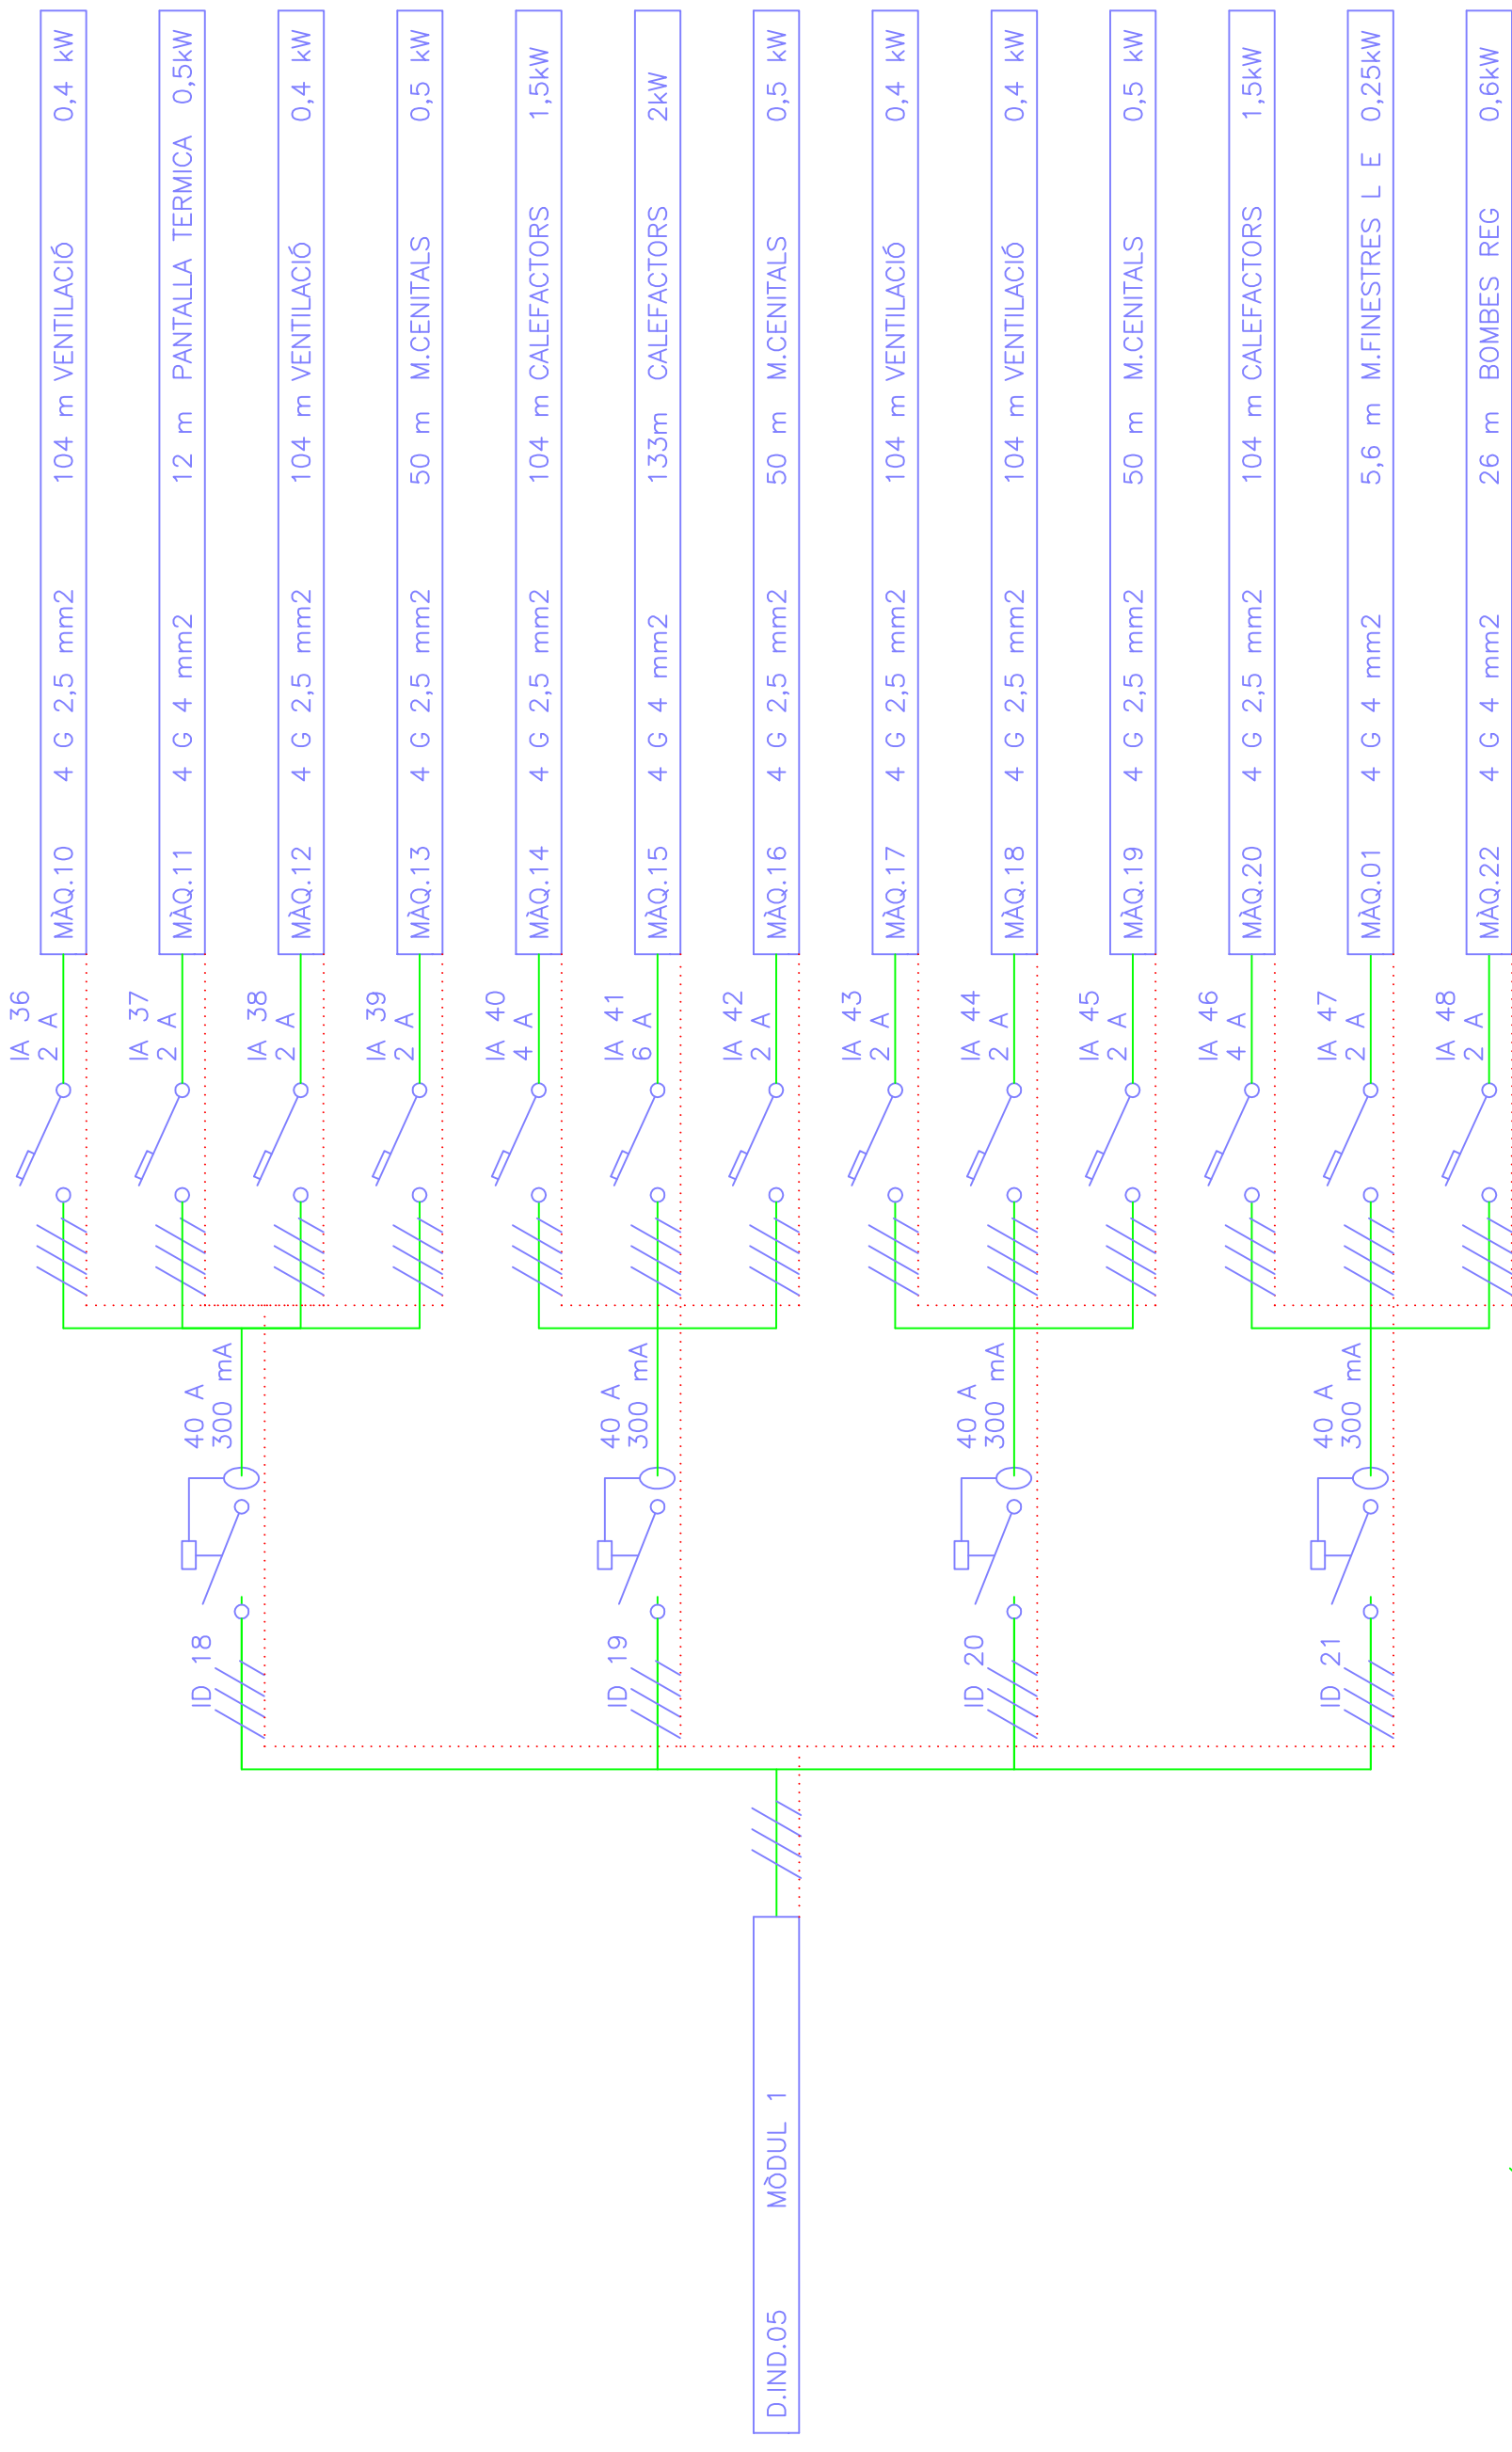 MÀQ.10 4 G 2,5 mm2 104 m VENTILACIÓ 0,4 kW
MÀQ.11 4 G 4 mm2 12 m PANTALLA TERMICA 0,5kW
MÀQ.12 4 G 2,5 mm2 104 m VENTILACIÓ 0,4 kW
MÀQ.13 4 G 2,5 mm2 50 m M.CENITALS 0,5 kW
MÀQ.14 4 G 2,5 mm2 104 m CALEFACTORS 1,5kW
MÀQ.15 4 G 4 mm2 133m CALEFACTORS 2kW
MÀQ.16 4 G 2,5 mm2 50 m M.CENITALS 0,5 kW
MÀQ.17 4 G 2,5 mm2 104 m VENTILACIÓ 0,4 kW
MÀQ.18 4 G 2,5 mm2 104 m VENTILACIÓ 0,4 kW
MÀQ.19 4 G 2,5 mm2 50 m M.CENITALS 0,5 kW
MÀQ.20 4 G 2,5 mm2 104 m CALEFACTORS 1,5kW
MÀQ.01 4 G 4 mm2 5,6 m M.FINESTRES L E 0,25kW
MÀQ.22 4 G 4 mm2 26 m BOMBES REG 0,6kW
IA 36
2 A
IA 37
2 A
IA 38
2 A
IA 39
2 A
IA 40
4 A
IA 41
6 A
IA 42
2 A
IA 43
2 A
IA 44
2 A
IA 45
2 A
IA 46
4 A
IA 47
2 A
IA 48
2 A
40 A
300 mA
40 A
300 mA
40 A
300 mA
40 A
300 mA
ID 18
ID 19
ID 20
ID 21
D.IND.05 MÒDUL 1